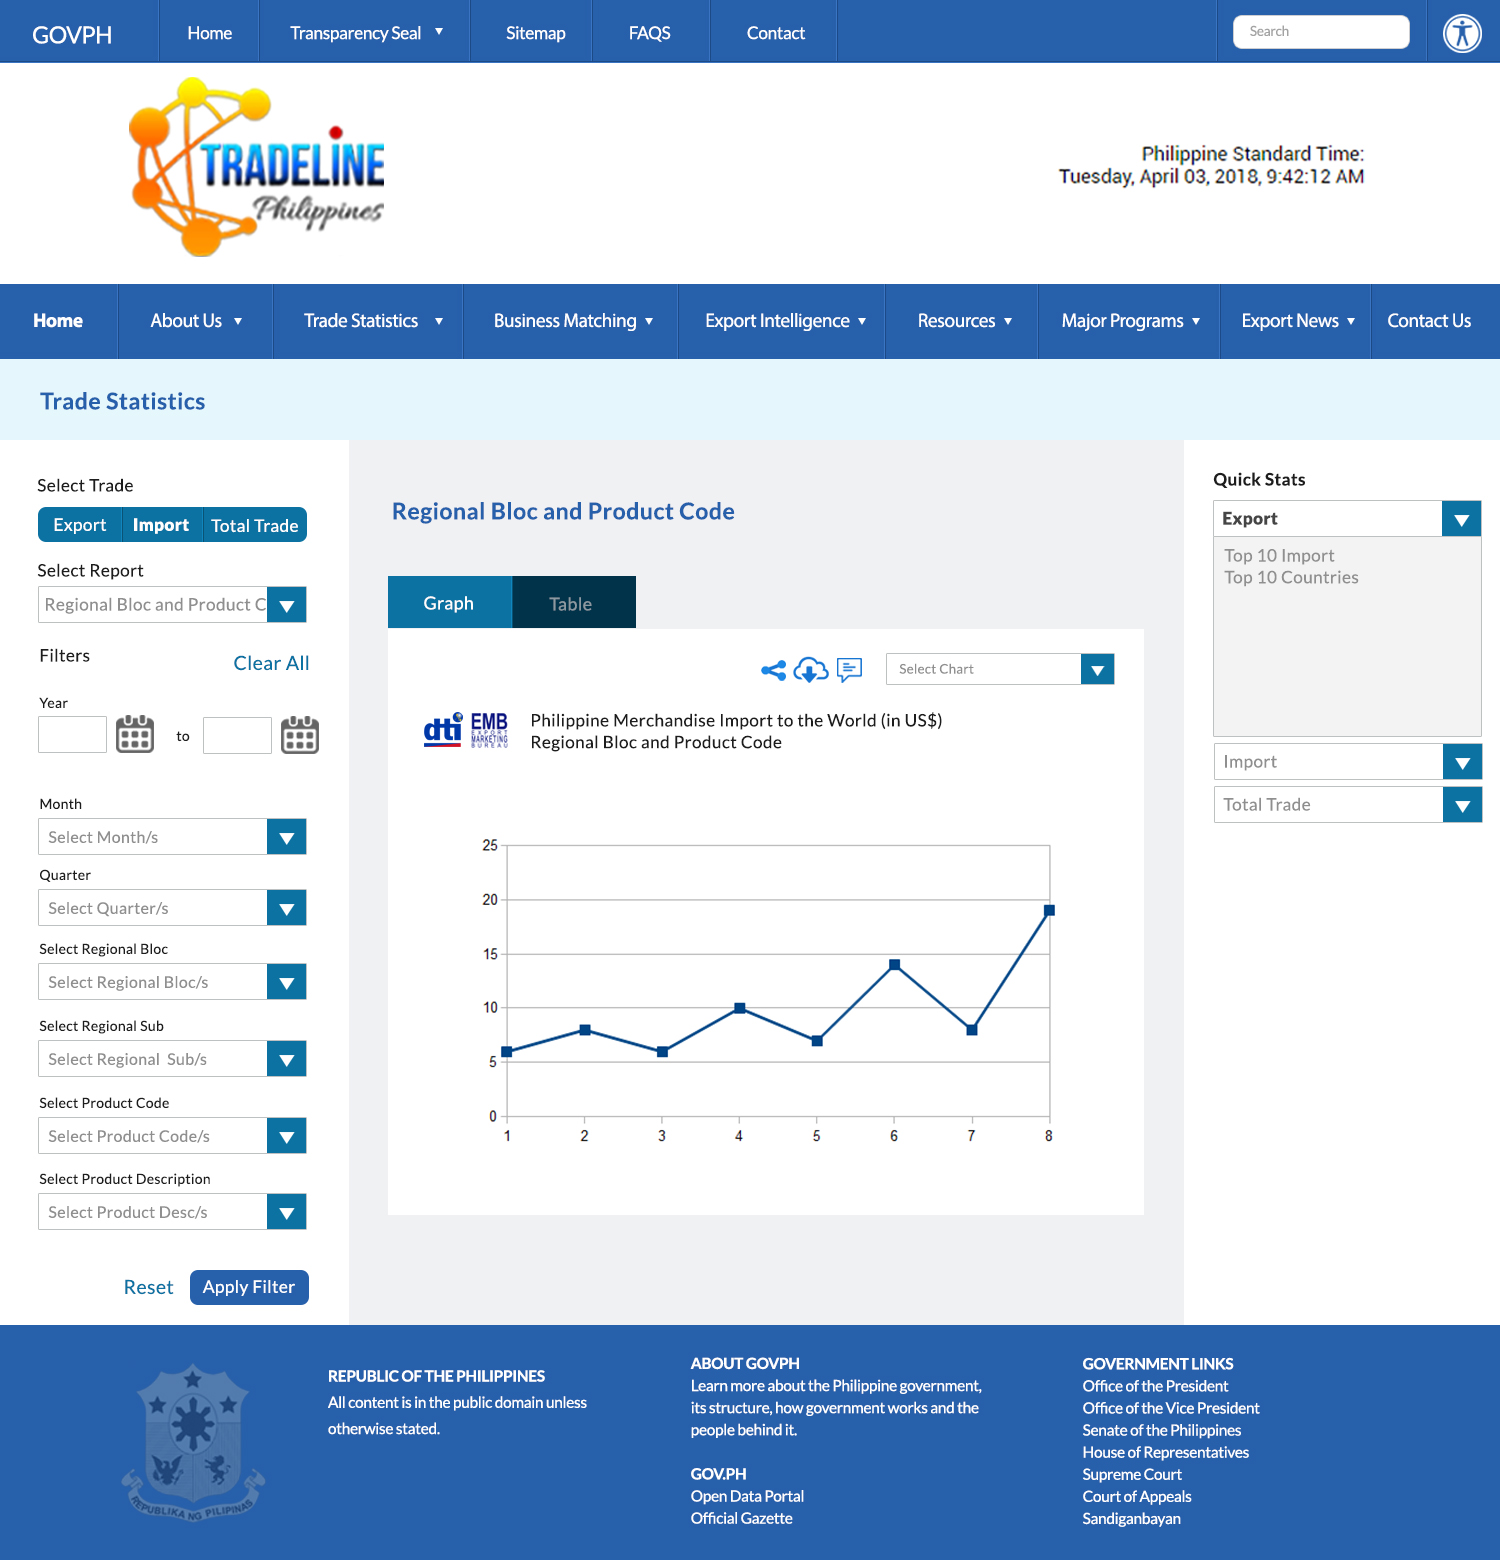 GOVPH
Home
Transparency Seal
Sitemap
FAQS
Contact
Search
TRADELINE
Philippines
Philippine Standard Time:
Tuesday, April 03, 2018, 9:42:12 AM
Home
About Us
Trade Statistics
Business Matching
Export Intelligence
Resources
Major Programs
Export News
Contact Us
Trade Statistics
Select Trade
Export
Import
Total Trade
Select Report
Regional Bloc and Product C
Filters
Clear All
Year
to
Month
Select Month/s
Quarter
Select Quarter/s
Select Regional Bloc
Select Regional Bloc/s
Select Regional Sub
Select Regional Sub/s
Select Product Code
Select Product Code/s
Select Product Description
Select Product Desc/s
Reset
Apply Filter
Regional Bloc and Product Code
Graph
Table
Select Chart
dti
EMB
EXPORT
MARKETING
BUREAU
Philippine Merchandise Import to the World (in US$)
Regional Bloc and Product Code
25
20
15
10
5
0
1 2 3 4 5 6 7 8
Quick Stats
Export
Top 10 Import
Top 10 Countries
Import
Total Trade
REPUBLIKA NG PILIPINAS
REPUBLIC OF THE PHILIPPINES
All content is in the public domain unless
otherwise stated.
ABOUT GOVPH
Learn more about the Philippine government,
its structure, how government works and the
people behind it.
GOV.PH
Open Data Portal
Official Gazette
GOVERNMENT LINKS
Office of the President
Office of the Vice President
Senate of the Philippines
House of Representatives
Supreme Court
Court of Appeals
Sandiganbayan